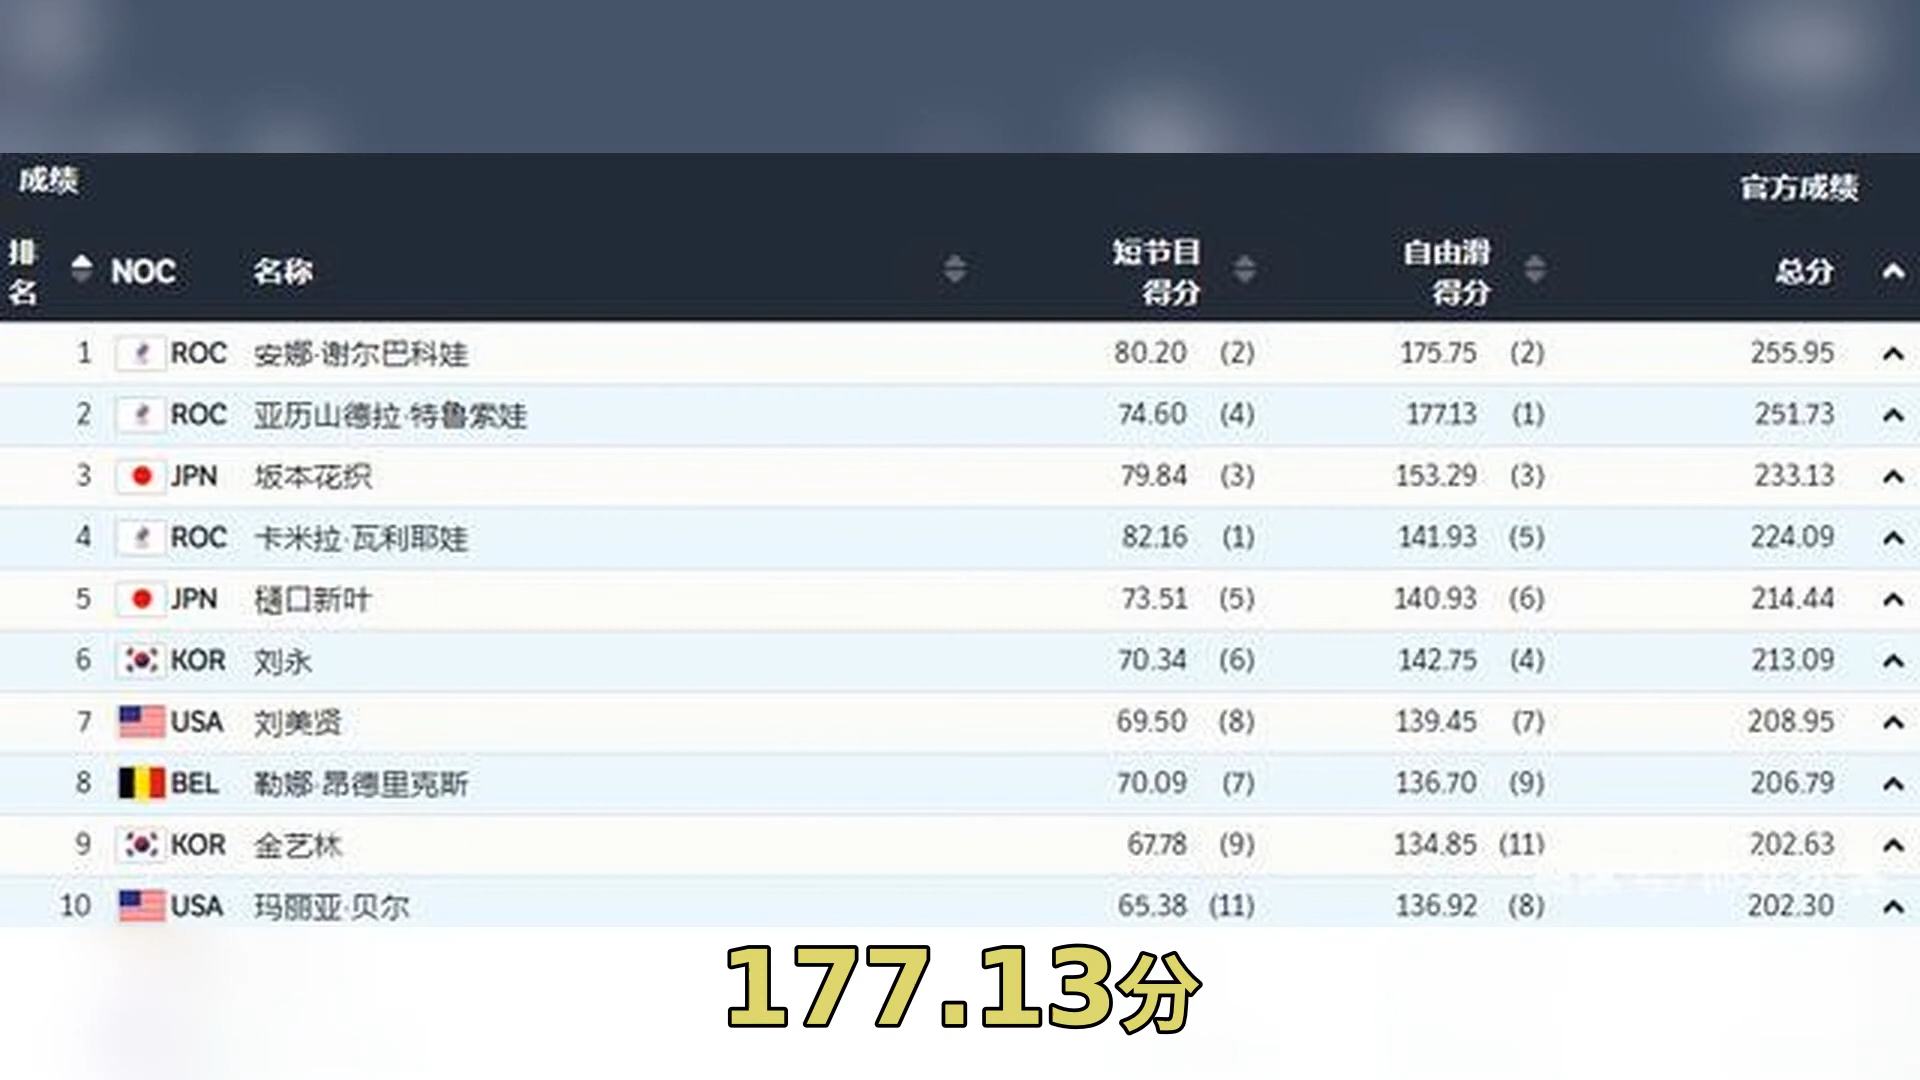 成绩
官方成绩
排名 NOC 名称 短节目得分 自由滑得分 总分
1 ROC 安娜·谢尔巴科娃 80.20 (2) 175.75 (2) 255.95
2 ROC 亚历山德拉·特鲁索娃 74.60 (4) 177.13 (1) 251.73
3 JPN 坂本花织 79.84 (3) 153.29 (3) 233.13
4 ROC 卡米拉·瓦利耶娃 82.16 (1) 141.93 (5) 224.09
5 JPN 樋口新叶 73.51 (5) 140.93 (6) 214.44
6 KOR 刘永 70.34 (6) 142.75 (4) 213.09
7 USA 刘美贤 69.50 (8) 139.45 (7) 208.95
8 BEL 勒娜·昂德里克斯 70.09 (7) 136.70 (9) 206.79
9 KOR 金艺林 67.78 (9) 134.85 (11) 202.63
10 USA 玛丽亚·贝尔 65.38 (11) 136.92 (8) 202.30
177.13分